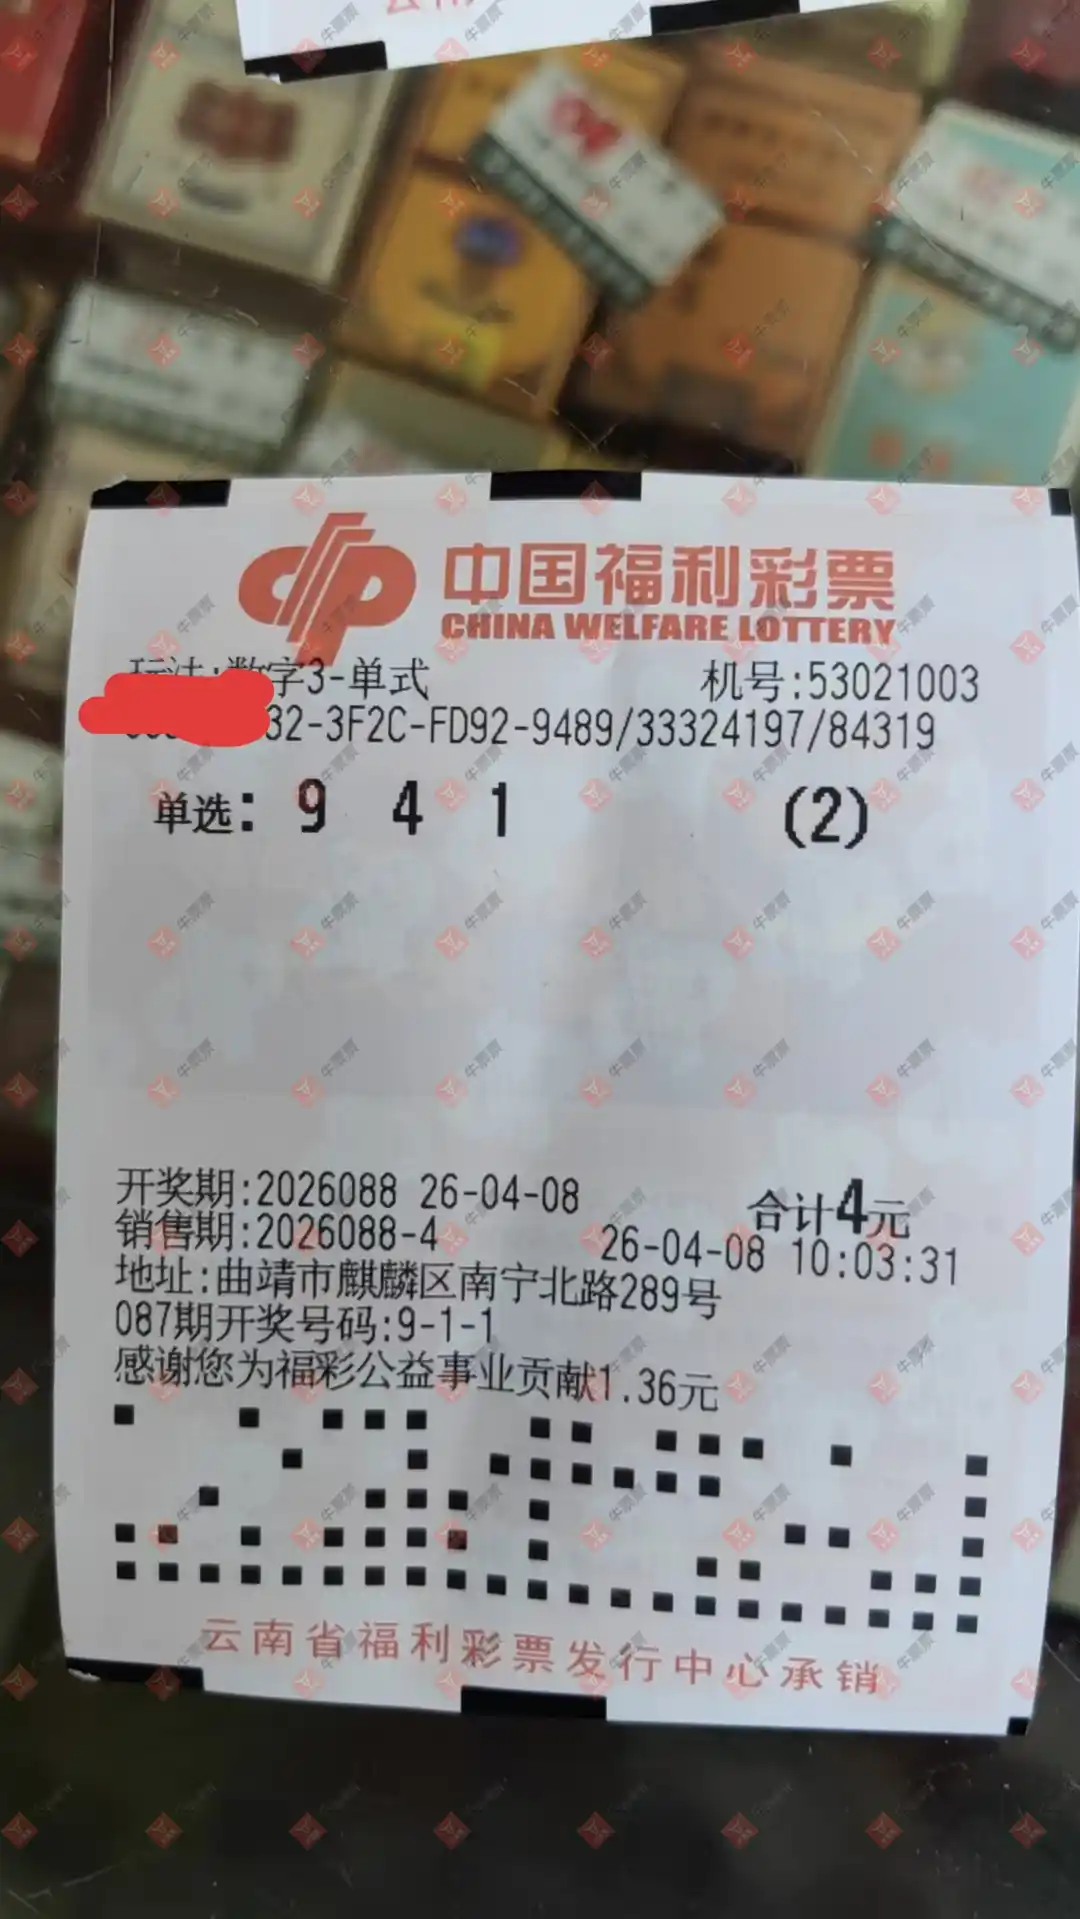 中国福利彩票
CHINA WELFARE LOTTERY
玩法:数字3-单式 机号:53021003
32-3F2C-FD92-9489/33324197/84319
单选: 9 4 1 (2)
开奖期:2026088 26-04-08 合计4元
销售期:2026088-4 26-04-08 10:03:31
地址:曲靖市麒麟区南宁北路289号
087期开奖号码:9-1-1
感谢您为福彩公益事业贡献1.36元
云南省福利彩票发行中心承销
牛票票